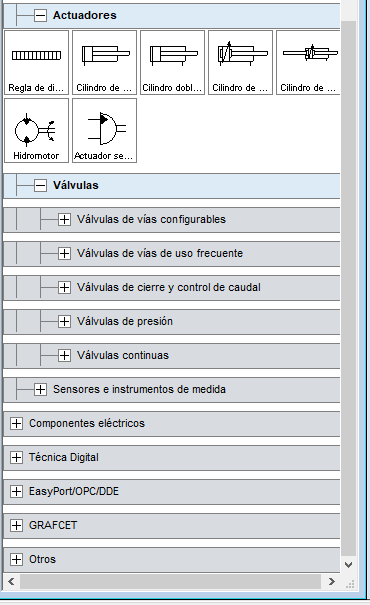 Actuadores
Regla de di...
Cilindro de ...
Cilindro dobl...
Cilindro de ...
Cilindro de ...
Hidromotor
Actuador se...
Válvulas
Válvulas de vías configurables
Válvulas de vías de uso frecuente
Válvulas de cierre y control de caudal
Válvulas de presión
Válvulas continuas
Sensores e instrumentos de medida
Componentes eléctricos
Técnica Digital
EasyPort/OPC/DDE
GRAFCET
Otros